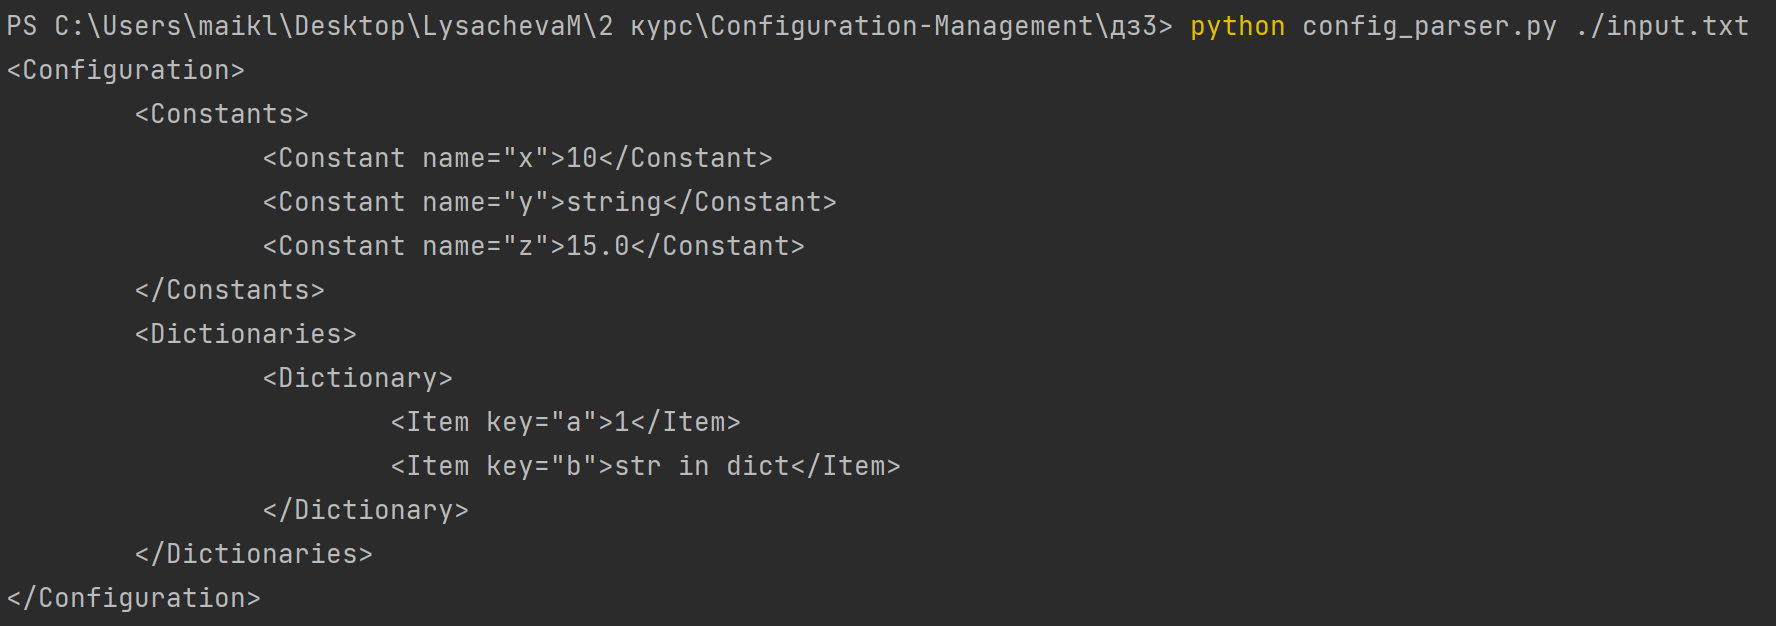 PS C:\Users\maikl\Desktop\LysachevaM\2 курс\Configuration-Management\дз3> python config_parser.py ./input.txt
<Configuration>
        <Constants>
                <Constant name="x">10</Constant>
                <Constant name="y">string</Constant>
                <Constant name="z">15.0</Constant>
        </Constants>
        <Dictionaries>
                <Dictionary>
                        <Item key="a">1</Item>
                        <Item key="b">str in dict</Item>
                </Dictionary>
        </Dictionaries>
</Configuration>